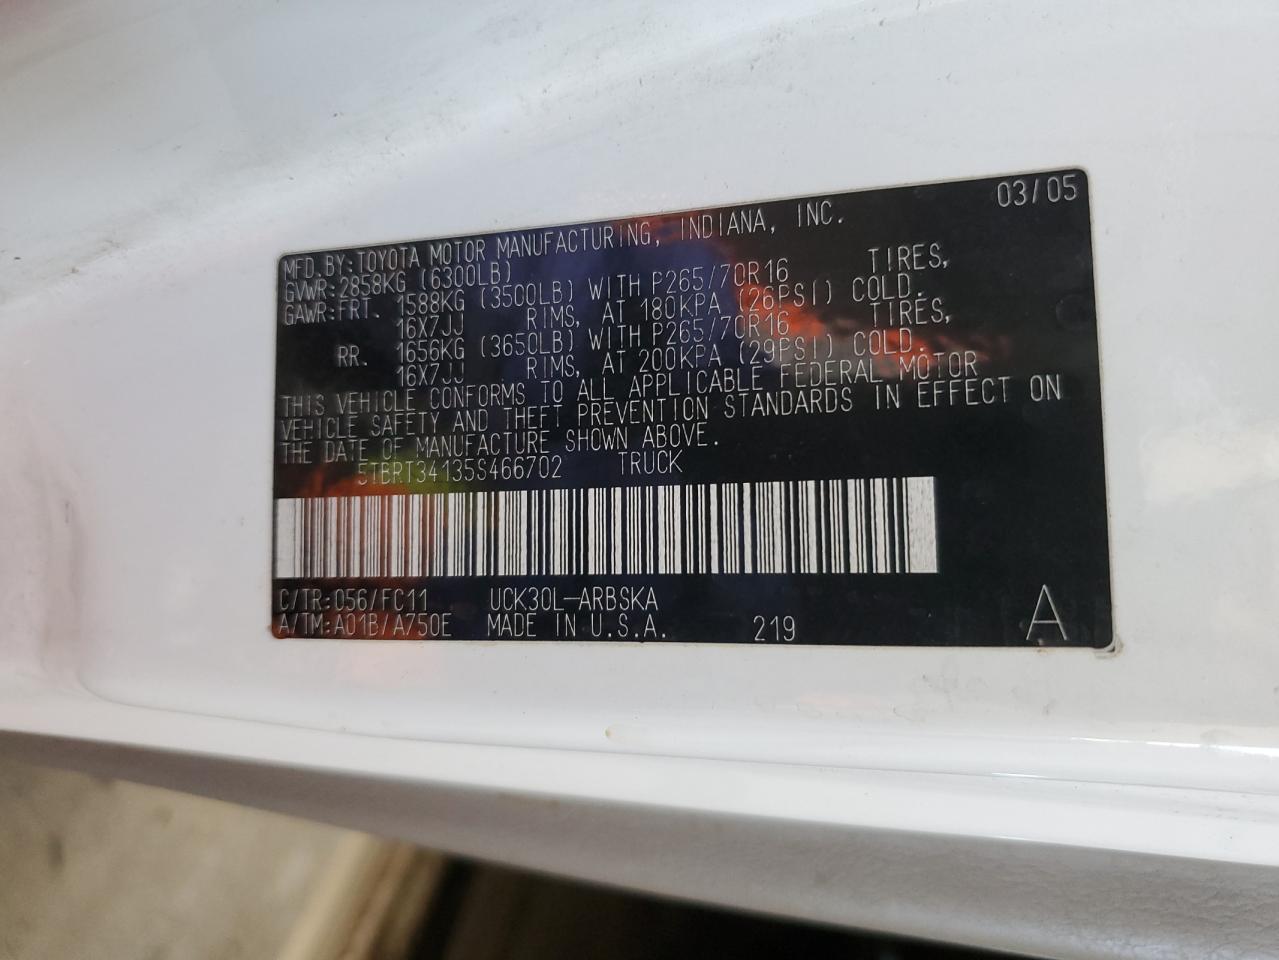 03/05
MFD. BY: TOYOTA MOTOR MANUFACTURING, INDIANA, INC.
GVWR: 2858KG (6300LB)
GAWR: FRT. 1588KG (3500LB) WITH P265/70R16 TIRES,
16X7JJ RIMS, AT 180KPA (26PSI) COLD.
RR. 1656KG (3650LB) WITH P265/70R16 TIRES,
16X7JJ RIMS, AT 200KPA (29PSI) COLD.
THIS VEHICLE CONFORMS TO ALL APPLICABLE FEDERAL MOTOR
VEHICLE SAFETY AND THEFT PREVENTION STANDARDS IN EFFECT ON
THE DATE OF MANUFACTURE SHOWN ABOVE.
5TBRT34135S466702 TRUCK
C/TR: 056/FC11 UCK30L-ARBSKA
A/TM: A01B/A750E MADE IN U.S.A. 219 A